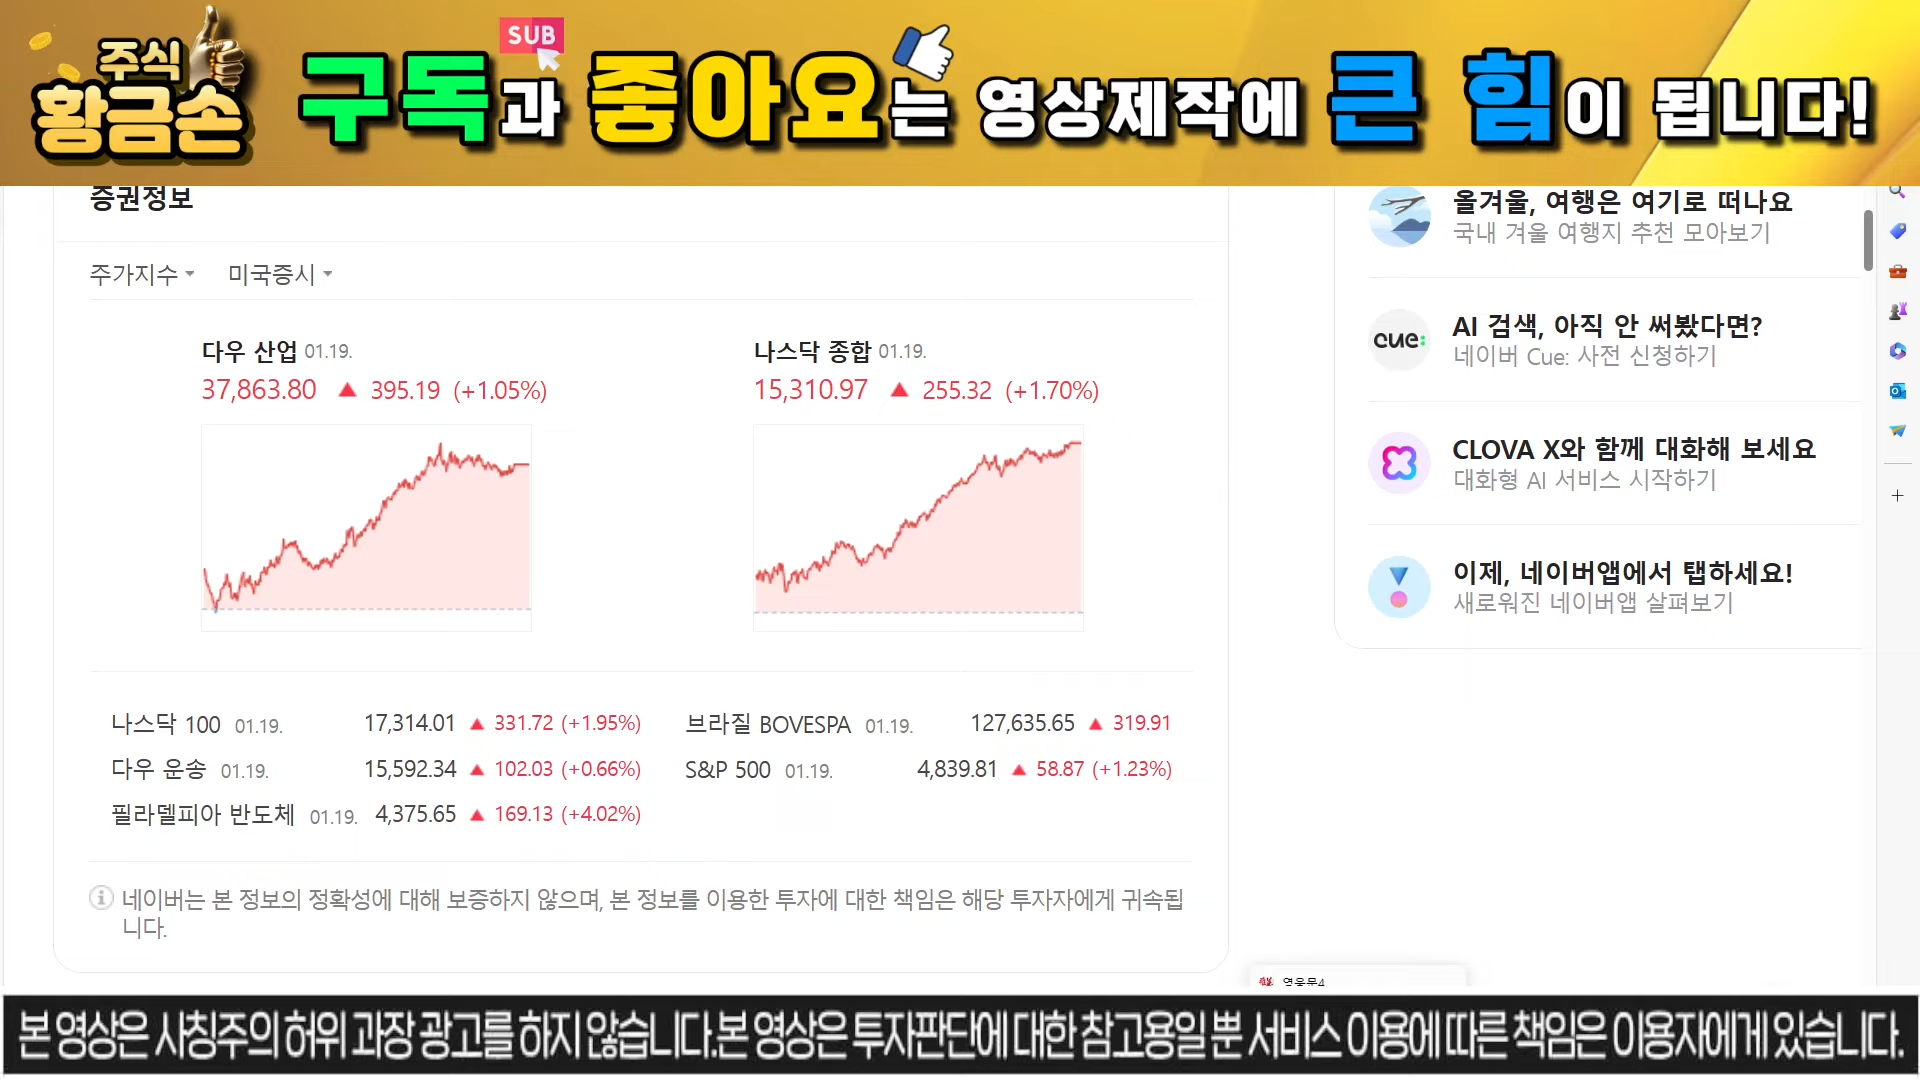 주식
황금손
SUB
구독과 좋아요는 영상제작에 큰 힘이 됩니다!
증권정보
주가지수 미국증시
다우 산업 01.19.
37,863.80 ▲ 395.19 (+1.05%)
나스닥 종합 01.19.
15,310.97 ▲ 255.32 (+1.70%)
나스닥 100 01.19. 17,314.01 ▲ 331.72 (+1.95%)
브라질 BOVESPA 01.19. 127,635.65 ▲ 319.91
다우 운송 01.19. 15,592.34 ▲ 102.03 (+0.66%)
S&P 500 01.19. 4,839.81 ▲ 58.87 (+1.23%)
필라델피아 반도체 01.19. 4,375.65 ▲ 169.13 (+4.02%)
네이버는 본 정보의 정확성에 대해 보증하지 않으며, 본 정보를 이용한 투자에 대한 책임은 해당 투자자에게 귀속됩
니다.
올겨울, 여행은 여기로 떠나요
국내 겨울 여행지 추천 모아보기
cue:
AI 검색, 아직 안 써봤다면?
네이버 Cue: 사전 신청하기
CLOVA X와 함께 대화해 보세요
대화형 AI 서비스 시작하기
이제, 네이버앱에서 탭하세요!
새로워진 네이버앱 살펴보기
영웅문4
본 영상은 사칭주의 허위 과장 광고를 하지 않습니다.본 영상은 투자판단에 대한 참고용일 뿐 서비스 이용에 따른 책임은 이용자에게 있습니다.